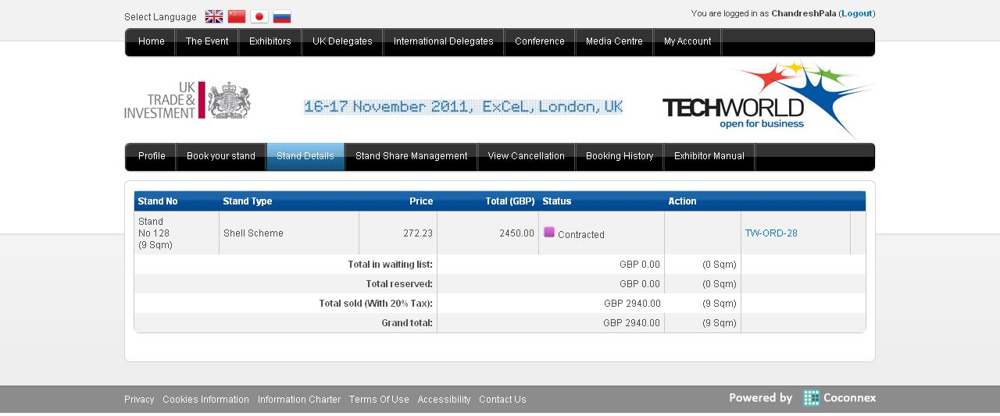 Select Language
You are logged in as ChandreshPala (Logout)
Home The Event Exhibitors UK Delegates International Delegates Conference Media Centre My Account
UK
TRADE &
INVESTMENT
16-17 November 2011, ExCeL, London, UK
TECHWORLD
open for business
Profile Book your stand Stand Details Stand Share Management View Cancellation Booking History Exhibitor Manual
Stand No Stand Type Price Total (GBP) Status Action
Stand
No 128
(9 Sqm)
Shell Scheme 272.23 2450.00 Contracted TW-ORD-28
Total in waiting list: GBP 0.00 (0 Sqm)
Total reserved: GBP 0.00 (0 Sqm)
Total sold (With 20% Tax): GBP 2940.00 (9 Sqm)
Grand total: GBP 2940.00 (9 Sqm)
Privacy Cookies Information Information Charter Terms Of Use Accessibility Contact Us
Powered by Coconnex